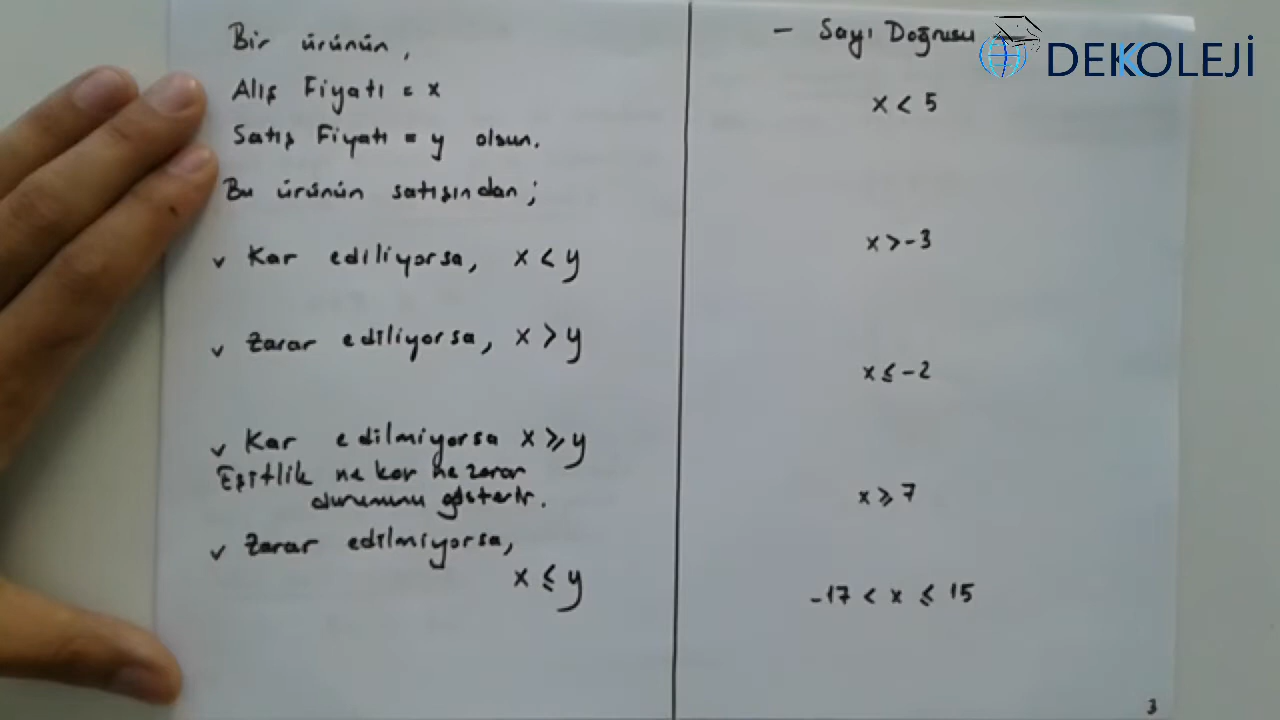 Bir ürünün,
Alış Fiyatı = x
Satış Fiyatı = y olsun.
Bu ürünün satışından;
v Kar ediliyorsa, x < y
v Zarar ediliyorsa, x > y
v Kar edilmiyorsa x ≥ y
Eşitlik ne kar ne zarar
durumunu gösterir.
v Zarar edilmiyorsa,
x ≤ y
- Sayı Doğrusu
DEKOLEJİ
x < 5
x > -3
x ≤ -2
x ≥ 7
-17 < x ≤ 15
3